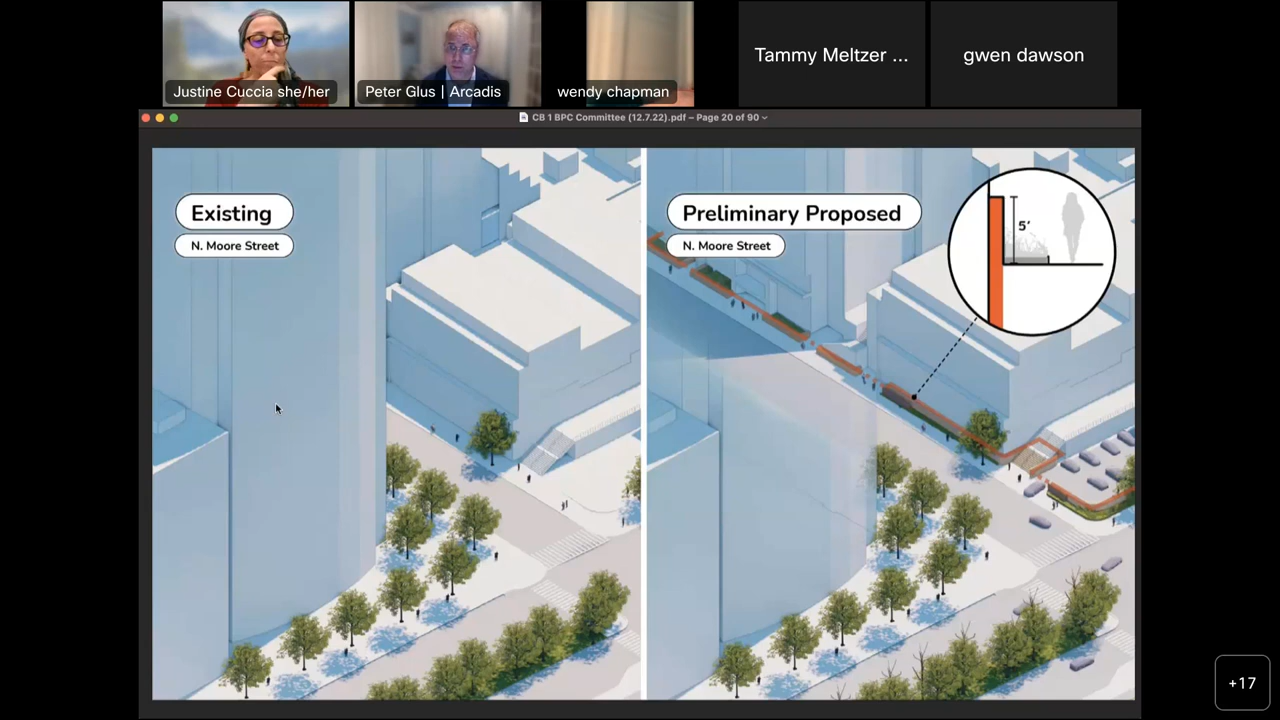 Tammy Meltzer ...
gwen dawson
Justine Cuccia she/her
Peter Glus | Arcadis
wendy chapman
CB 1 BPC Committee (12.7.22).pdf – Page 20 of 90
Existing
N. Moore Street
Preliminary Proposed
N. Moore Street
5'
+17